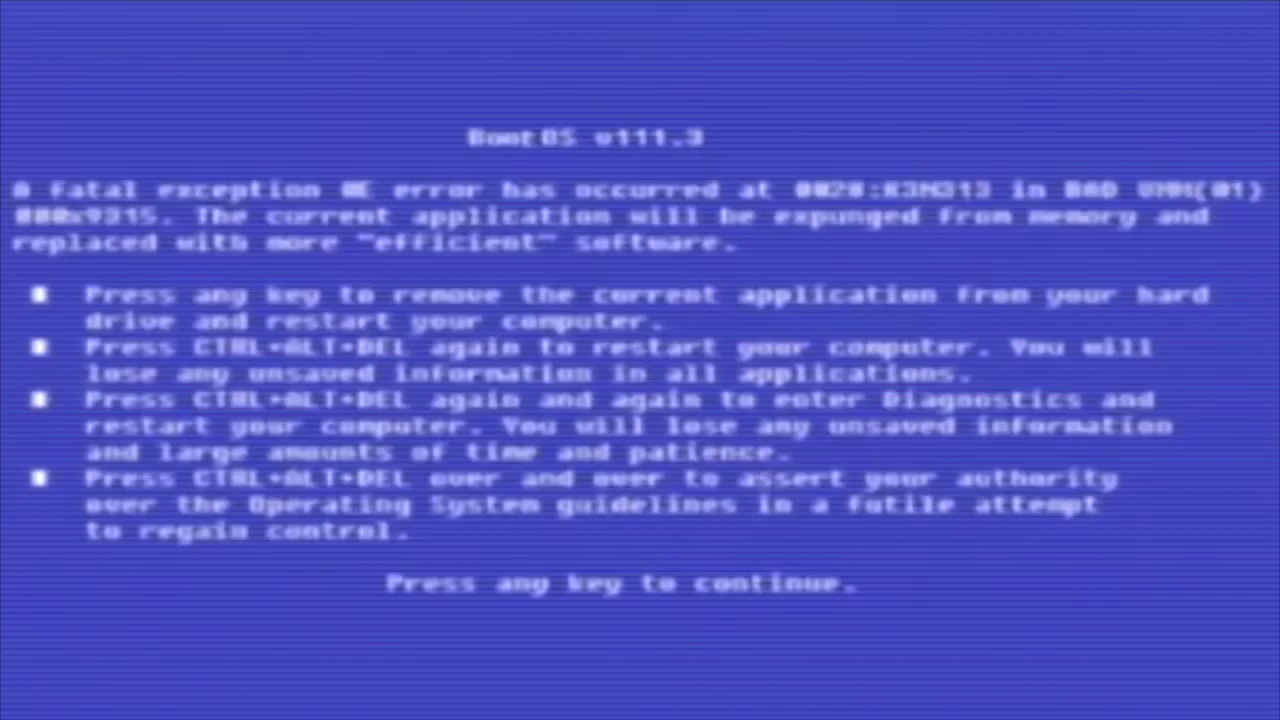 BootOS v111.3
A fatal exception 0E error has occurred at in BAD
The current application will be expunged from memory and
replaced with more "efficient" software.
Press any key to remove the current application from your hard
drive and restart your computer.
Press CTRL+ALT+DEL again to restart your computer. You will
lose any unsaved information in all applications.
Press CTRL+ALT+DEL again and again to enter Diagnostics and
restart your computer. You will lose any unsaved information
and large amounts of time and patience.
Press CTRL+ALT+DEL over and over to assert your authority
over the Operating System guidelines in a futile attempt
to regain control.
Press any key to continue.